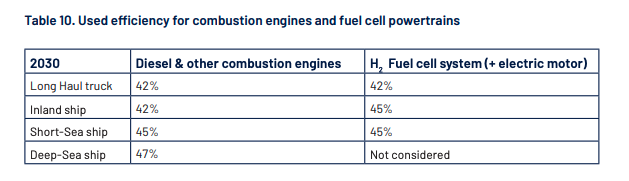 Table 10. Used efficiency for combustion engines and fuel cell powertrains
2030 Diesel & other combustion engines H₂ Fuel cell system (+ electric motor)
Long Haul truck 42% 42%
Inland ship 42% 45%
Short-Sea ship 45% 45%
Deep-Sea ship 47% Not considered